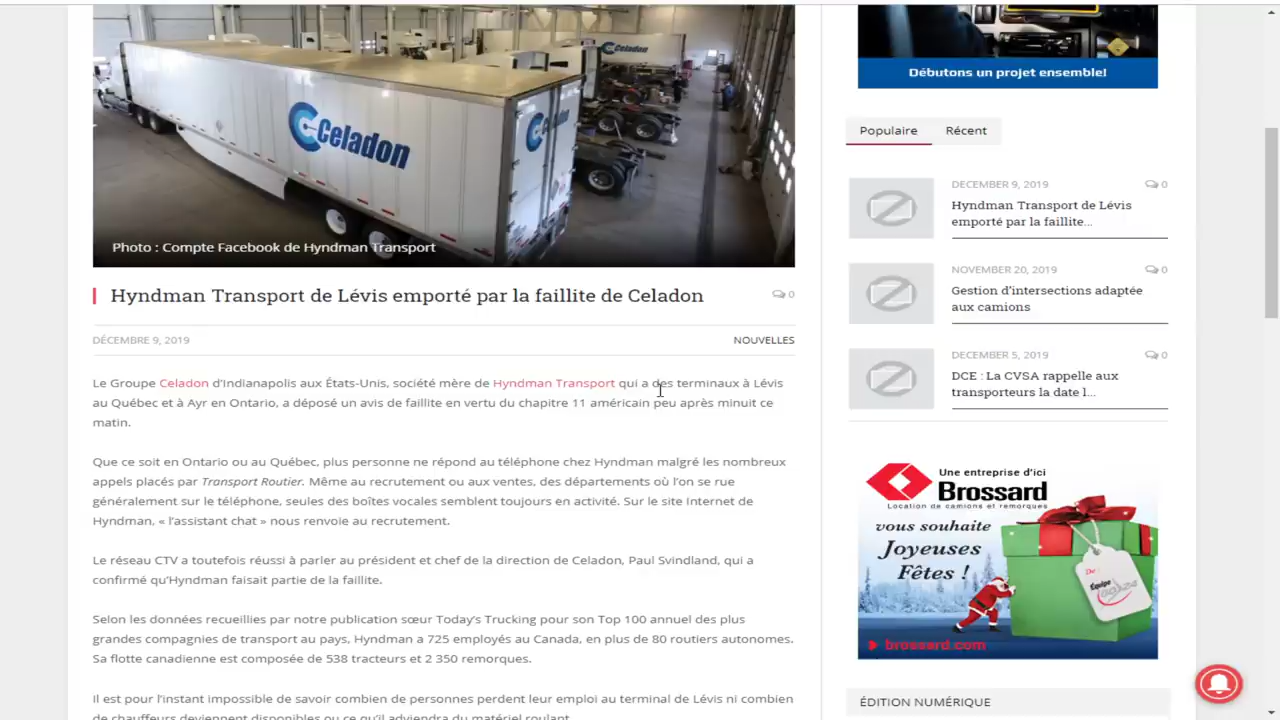 Celadon
Celadon
Photo : Compte Facebook de Hyndman Transport
Hyndman Transport de Lévis emporté par la faillite de Celadon
0
DÉCEMBRE 9, 2019
NOUVELLES
Le Groupe Celadon d'Indianapolis aux États-Unis, société mère de Hyndman Transport qui a des terminaux à Lévis
au Québec et à Ayr en Ontario, a déposé un avis de faillite en vertu du chapitre 11 américain peu après minuit ce
matin.
Que ce soit en Ontario ou au Québec, plus personne ne répond au téléphone chez Hyndman malgré les nombreux
appels placés par Transport Routier. Même au recrutement ou aux ventes, des départements où l'on se rue
généralement sur le téléphone, seules des boîtes vocales semblent toujours en activité. Sur le site Internet de
Hyndman, « l'assistant chat » nous renvoie au recrutement.
Le réseau CTV a toutefois réussi à parler au président et chef de la direction de Celadon, Paul Svindland, qui a
confirmé qu'Hyndman faisait partie de la faillite.
Selon les données recueillies par notre publication sœur Today's Trucking pour son Top 100 annuel des plus
grandes compagnies de transport au pays, Hyndman a 725 employés au Canada, en plus de 80 routiers autonomes.
Sa flotte canadienne est composée de 538 tracteurs et 2 350 remorques.
Il est pour l'instant impossible de savoir combien de personnes perdent leur emploi au terminal de Lévis ni combien
de chauffeurs deviennent disponibles ou ce qu'il adviendra du matériel roulant.
Débutons un projet ensemble!
Populaire
Récent
DECEMBER 9, 2019
0
Hyndman Transport de Lévis
emporté par la faillite...
NOVEMBER 20, 2019
0
Gestion d'intersections adaptée
aux camions
DECEMBER 5, 2019
0
DCE : La CVSA rappelle aux
transporteurs la date l...
Une entreprise d'ici
Brossard
Location de camions et remorques
vous souhaite
Joyeuses
Fêtes !
brossard.com
ÉDITION NUMÉRIQUE